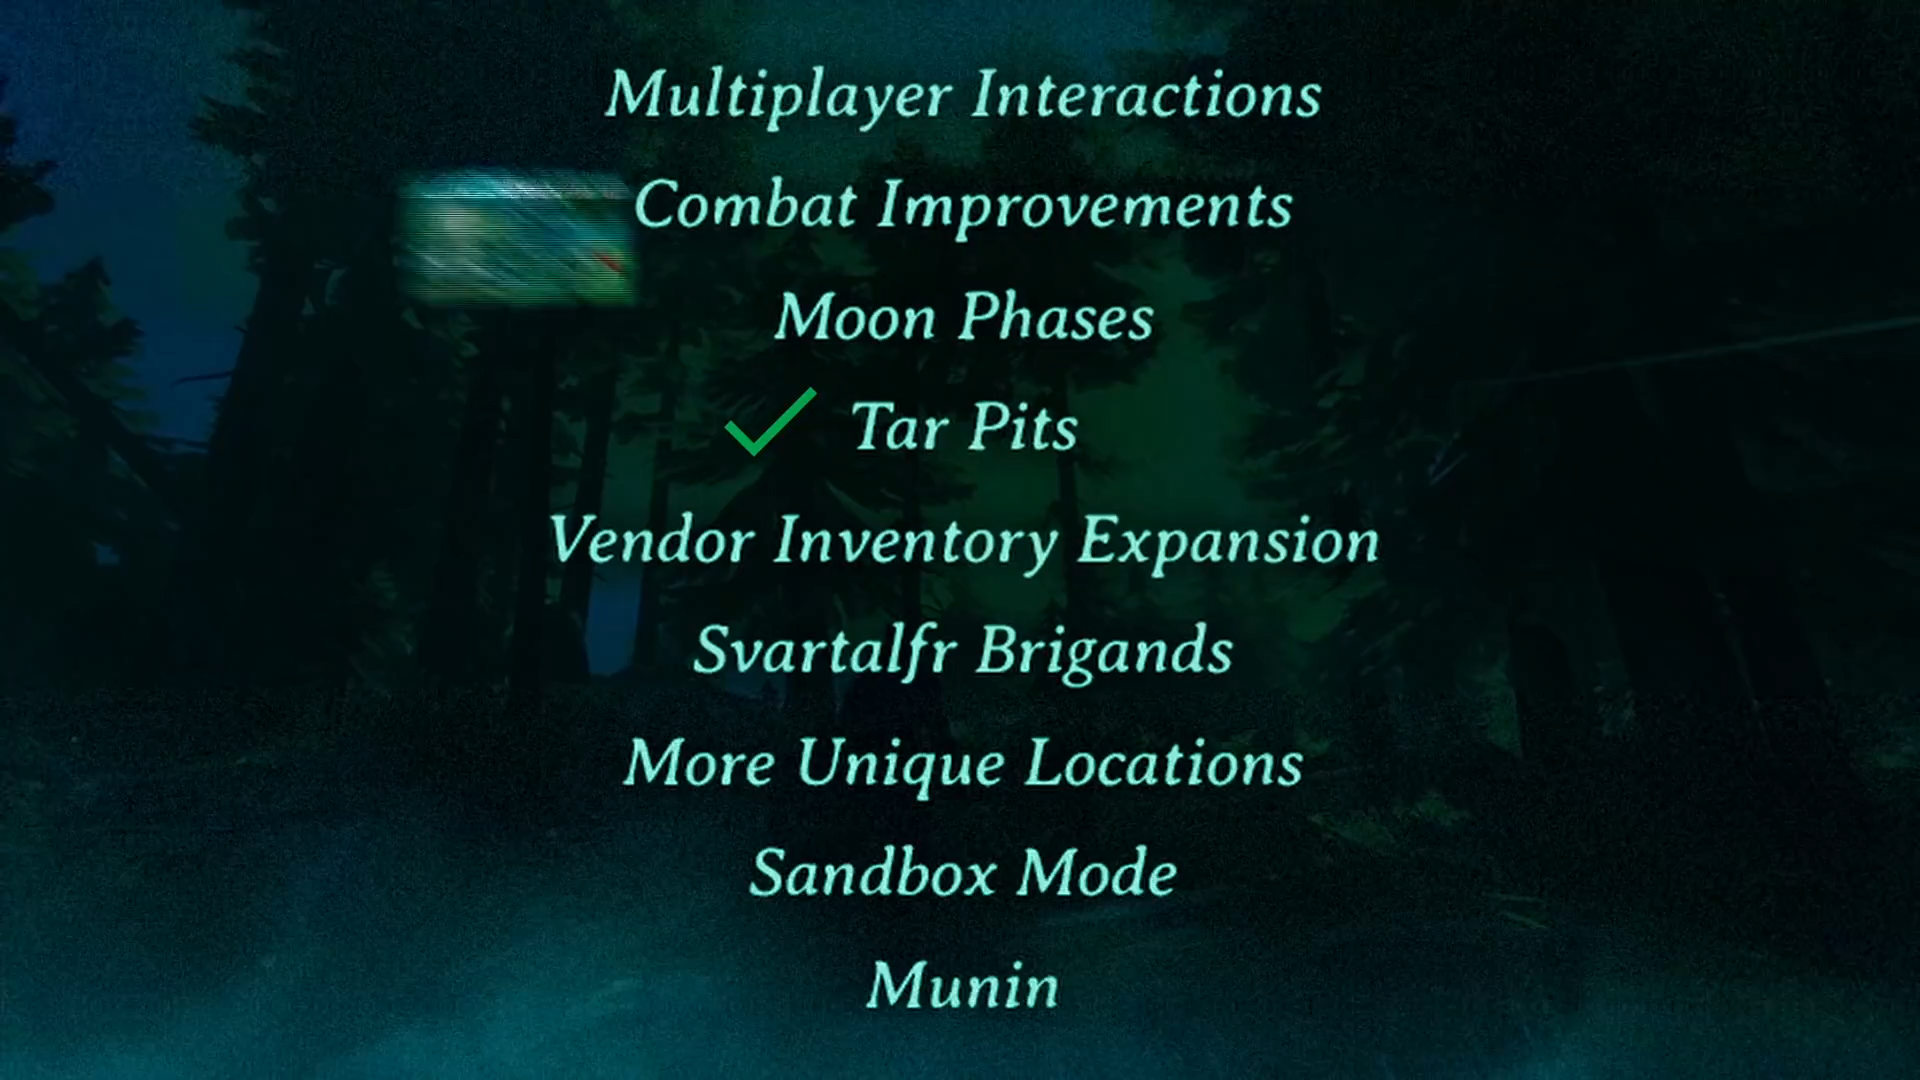 Multiplayer Interactions
Combat Improvements
Moon Phases
Tar Pits
Vendor Inventory Expansion
Svartalfr Brigands
More Unique Locations
Sandbox Mode
Munin